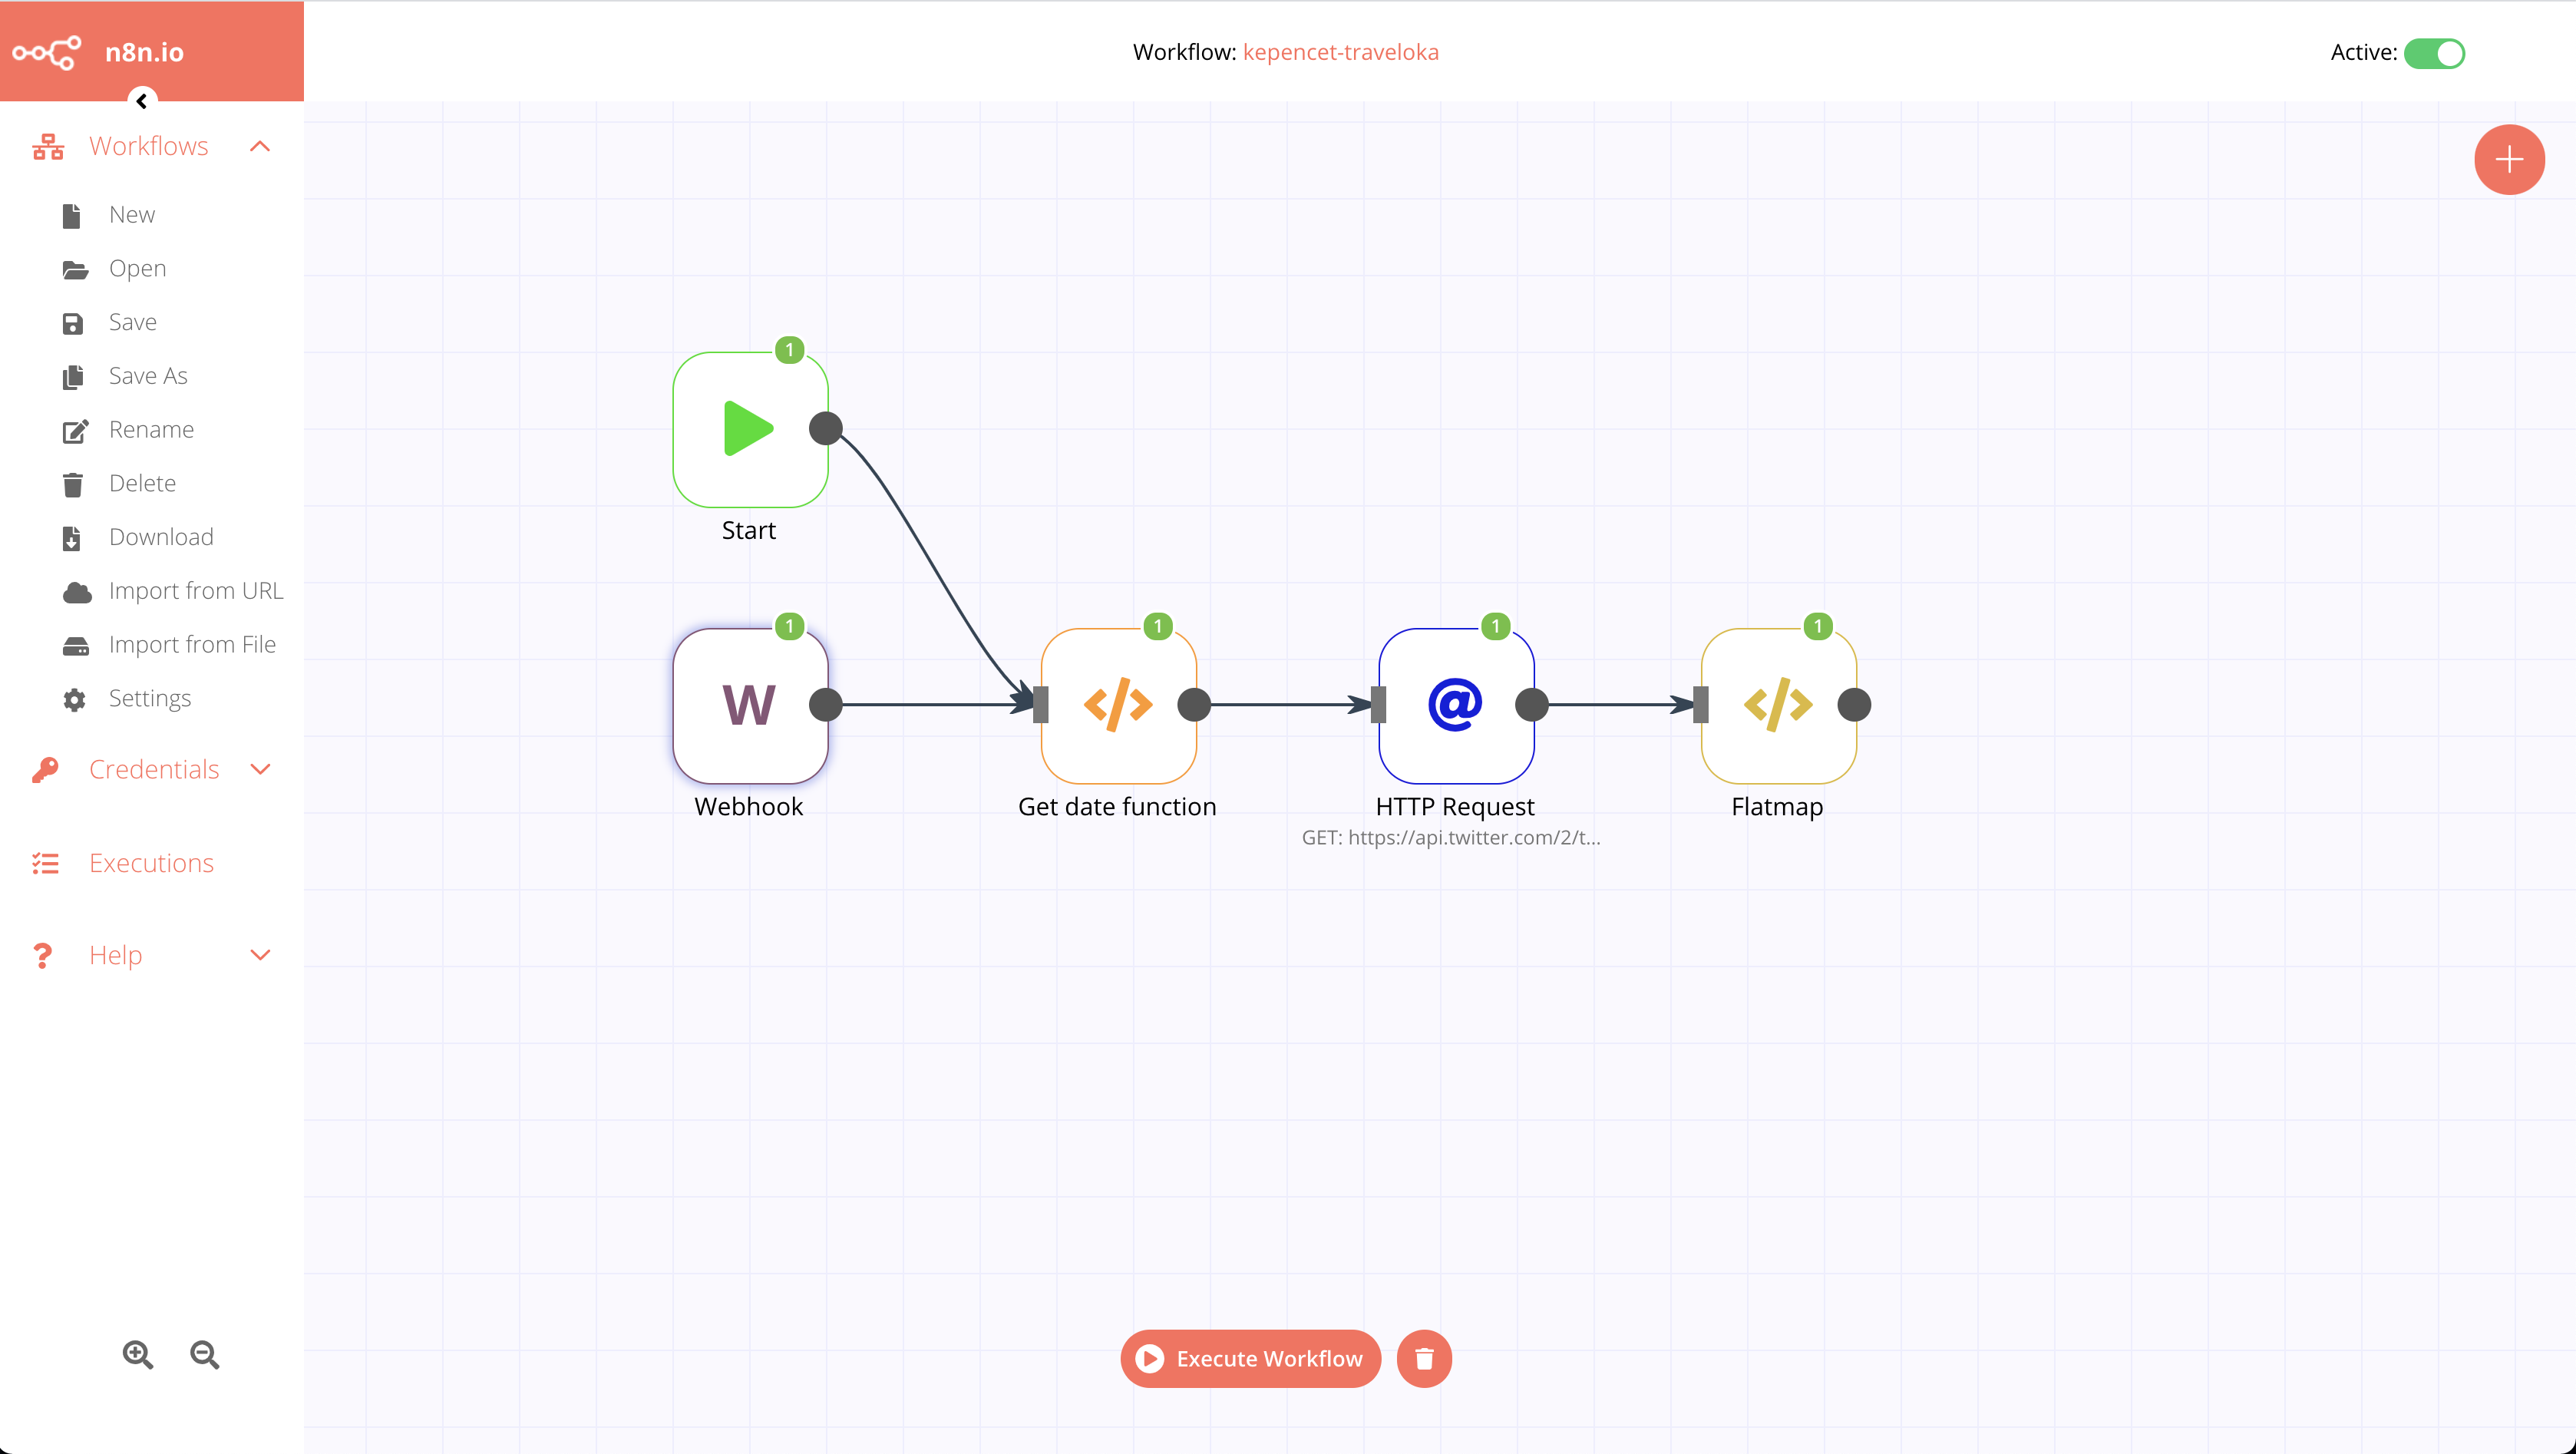 n8n.io
Workflow: kepencet-traveloka
Active:
Workflows
New
Open
Save
Save As
Rename
Delete
Download
Import from URL
Import from File
Settings
Credentials
Executions
Help
1
Start
1
W
Webhook
1
Get date function
1
@
HTTP Request
GET: https://api.twitter.com/2/t...
1
Flatmap
Execute Workflow